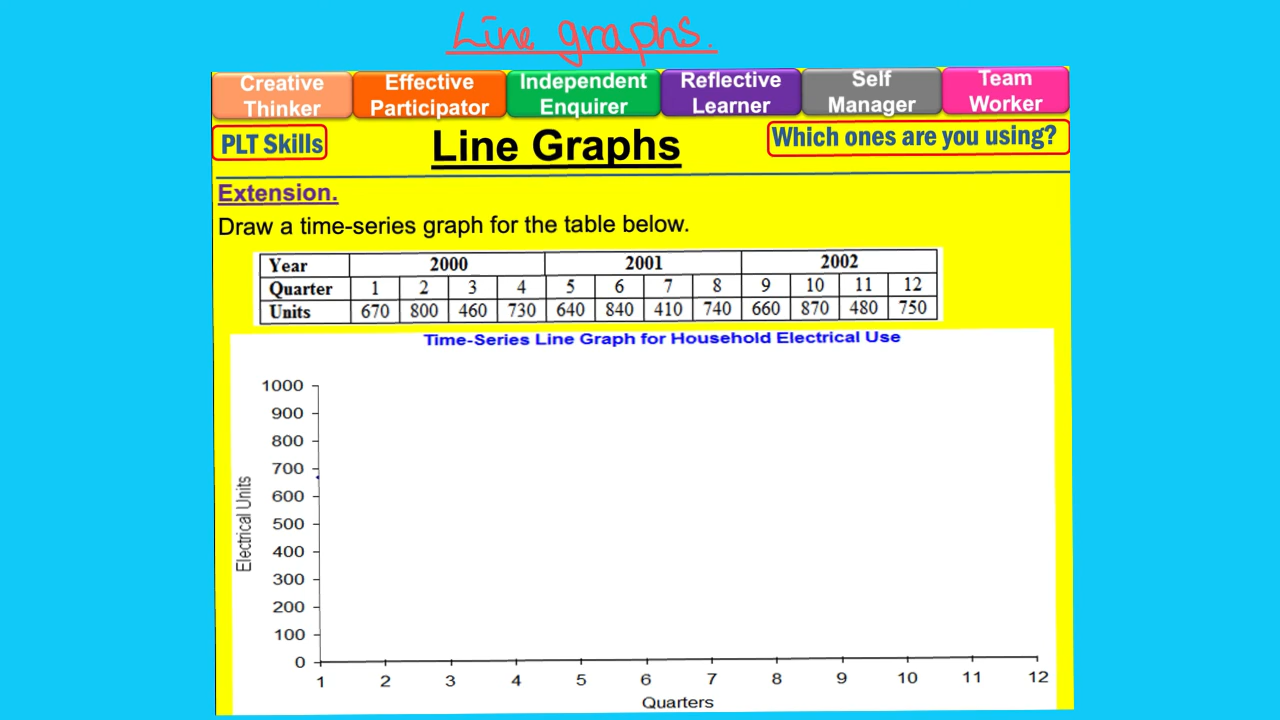 Line graphs.
Creative Thinker
Effective Participator
Independent Enquirer
Reflective Learner
Self Manager
Team Worker
PLT Skills
Line Graphs
Which ones are you using?
Extension.
Draw a time-series graph for the table below.
Year 2000 2001 2002
Quarter 1 2 3 4 5 6 7 8 9 10 11 12
Units 670 800 460 730 640 840 410 740 660 870 480 750
Time-Series Line Graph for Household Electrical Use
1000
900
800
700
600
500
400
300
200
100
0
Electrical Units
1 2 3 4 5 6 7 8 9 10 11 12
Quarters